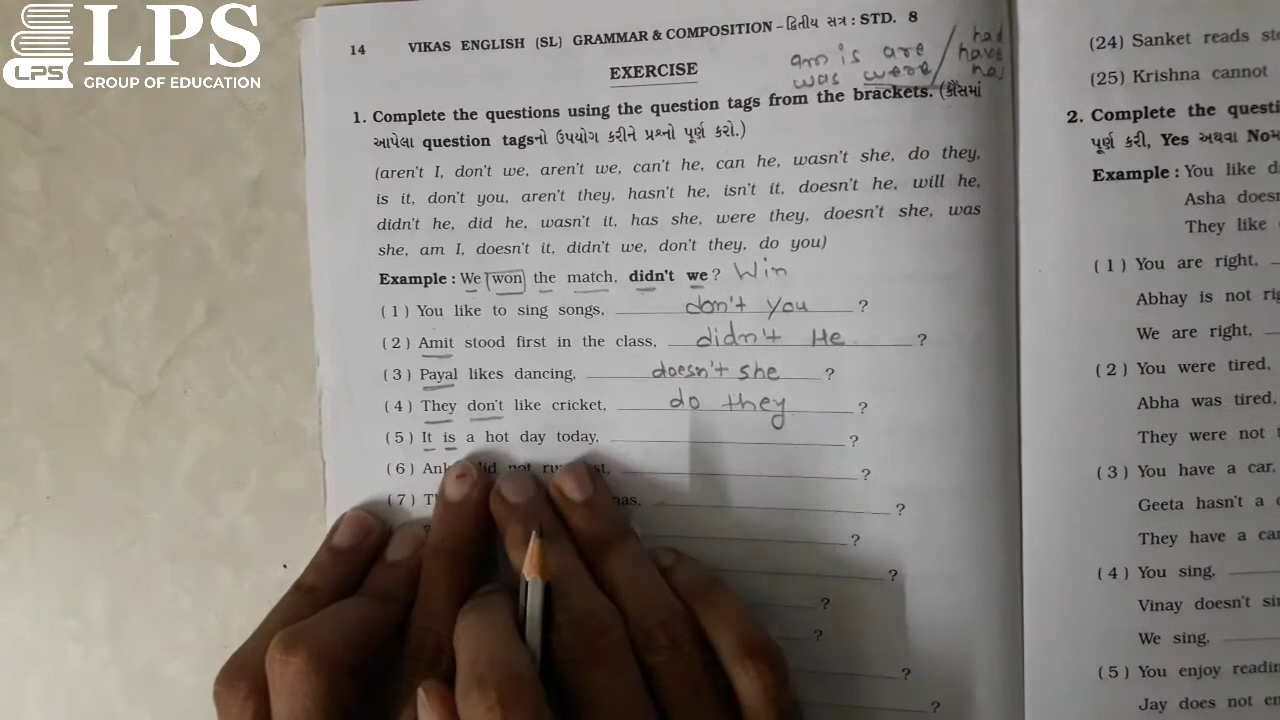 LPS
LPS
GROUP OF EDUCATION
14 VIKAS ENGLISH (SL) GRAMMAR & COMPOSITION – દ્વિતીય સત્ર : STD. 8
EXERCISE
am is are / had
was were / have
has
1. Complete the questions using the question tags from the brackets. (કૌંસમાં
આપેલા question tagsનો ઉપયોગ કરીને પ્રશ્નો પૂર્ણ કરો.)
(aren't I, don't we, aren't we, can't he, can he, wasn't she, do they,
is it, don't you, aren't they, hasn't he, isn't it, doesn't he, will he,
didn't he, did he, wasn't it, has she, were they, doesn't she, was
she, am I, doesn't it, didn't we, don't they, do you)
Example : We won the match, didn't we? Win
(1) You like to sing songs, don't you ?
(2) Amit stood first in the class, didn't He ?
(3) Payal likes dancing, doesn't she ?
(4) They don't like cricket, do they ?
(5) It is a hot day today, ?
(6) did not ?
(7) ?
?
?
?
?
?
?
(24) Sanket reads
(25) Krishna cannot
2. Complete the
પૂર્ણ કરી, Yes અથવા
Example : You like
Asha
They like
(1) You are right,
Abhay is not
We are right,
(2) You were tired,
Abha was tired,
They were not
(3) You have a car,
Geeta hasn't a
They have a
(4) You sing,
Vinay doesn't
We sing,
(5) You enjoy
Jay does not